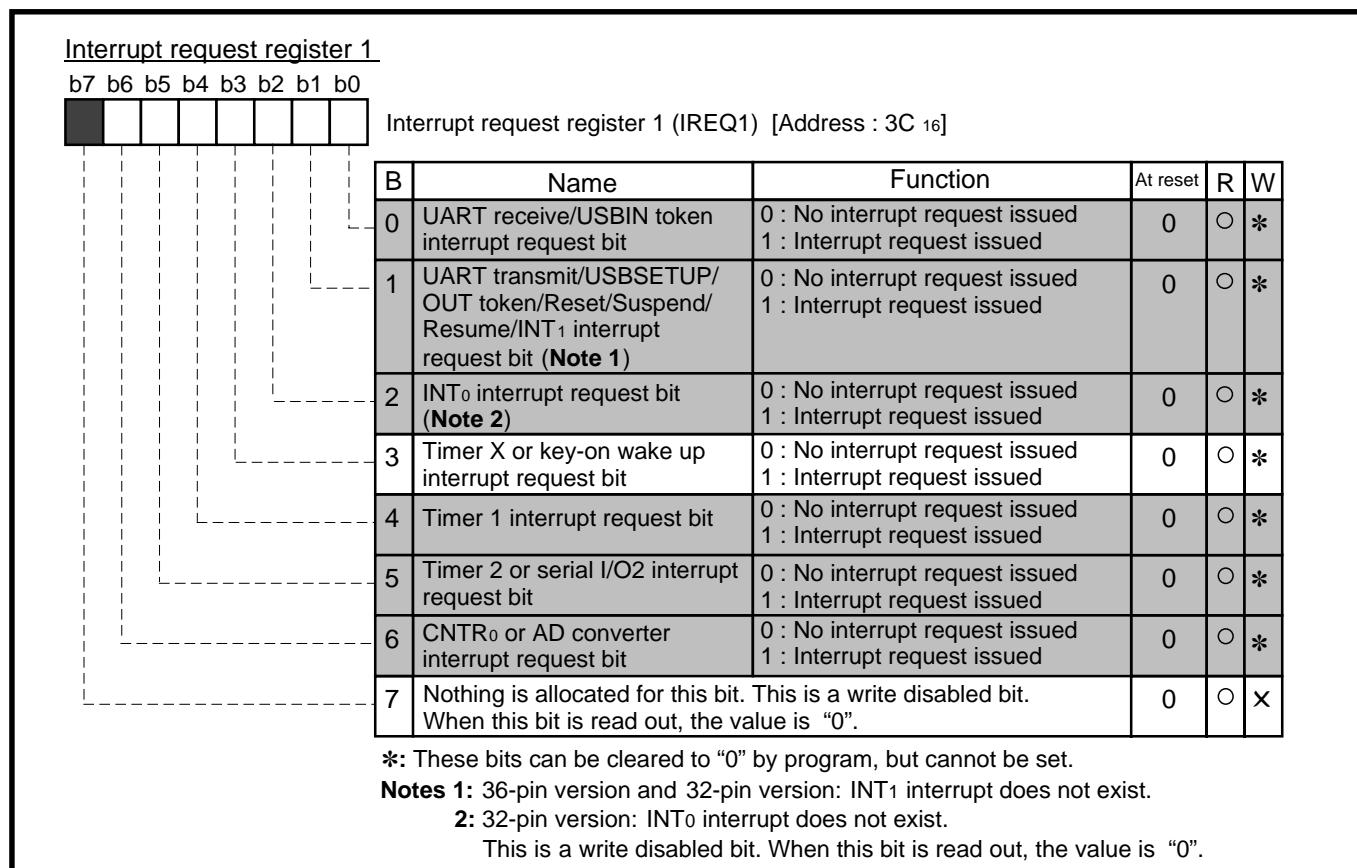 Interrupt request register 1
b7 b6 b5 b4 b3 b2 b1 b0
Interrupt request register 1 (IREQ1) [Address : 3C 16]
B Name Function At reset R W
0 UART receive/USBIN token interrupt request bit 0 : No interrupt request issued 1 : Interrupt request issued 0 ○ ✻
1 UART transmit/USBSETUP/ OUT token/Reset/Suspend/ Resume/INT1 interrupt request bit (Note 1) 0 : No interrupt request issued 1 : Interrupt request issued 0 ○ ✻
2 INT0 interrupt request bit (Note 2) 0 : No interrupt request issued 1 : Interrupt request issued 0 ○ ✻
3 Timer X or key-on wake up interrupt request bit 0 : No interrupt request issued 1 : Interrupt request issued 0 ○ ✻
4 Timer 1 interrupt request bit 0 : No interrupt request issued 1 : Interrupt request issued 0 ○ ✻
5 Timer 2 or serial I/O2 interrupt request bit 0 : No interrupt request issued 1 : Interrupt request issued 0 ○ ✻
6 CNTR0 or AD converter interrupt request bit 0 : No interrupt request issued 1 : Interrupt request issued 0 ○ ✻
7 Nothing is allocated for this bit. This is a write disabled bit. When this bit is read out, the value is “0”. 0 ○ ×
✻: These bits can be cleared to “0” by program, but cannot be set.
Notes 1: 36-pin version and 32-pin version: INT1 interrupt does not exist.
2: 32-pin version: INT0 interrupt does not exist.
This is a write disabled bit. When this bit is read out, the value is “0”.